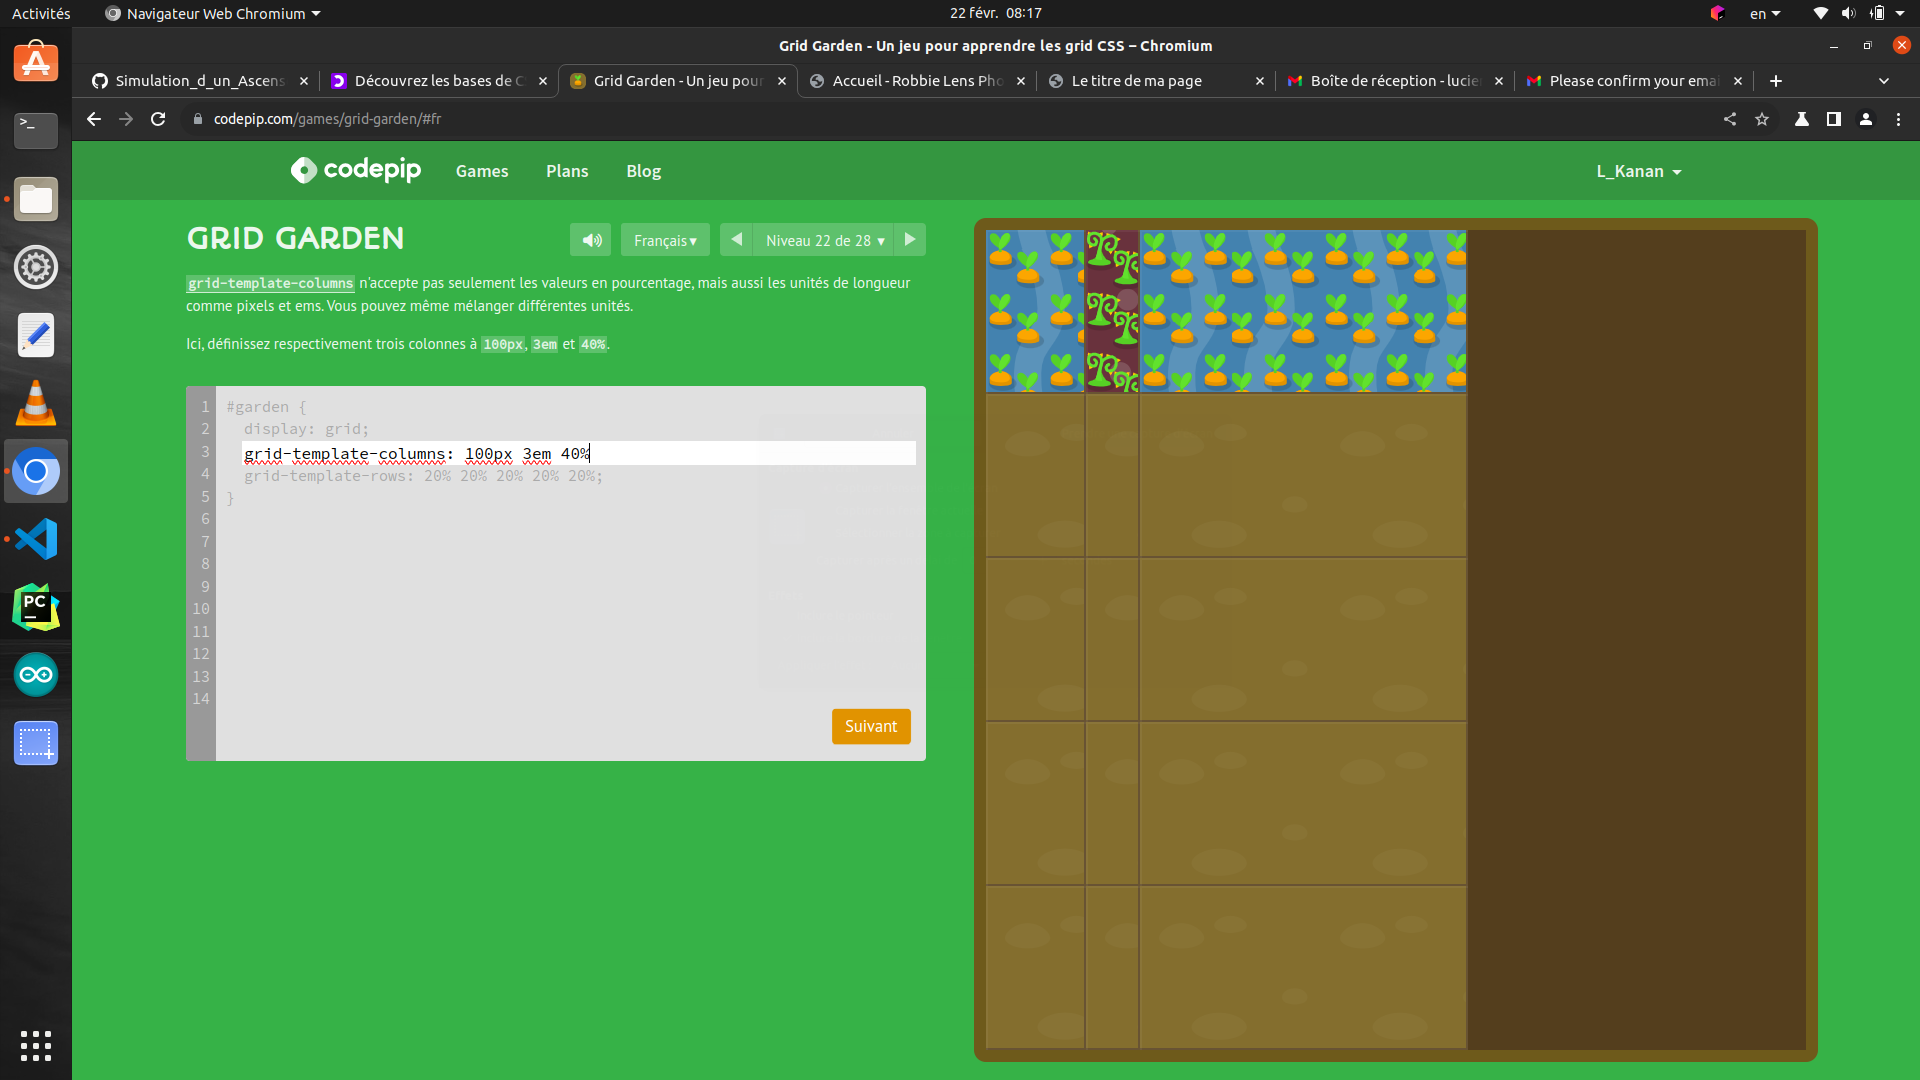 Activités
Navigateur Web Chromium
22 févr. 08:17
en
Grid Garden - Un jeu pour apprendre les grid CSS – Chromium
Simulation_d_un_Ascens
Découvrez les bases de C
Grid Garden - Un jeu pour
Accueil - Robbie Lens Pho
Le titre de ma page
Boîte de réception - lucie
Please confirm your emai
codepip.com/games/grid-garden/#fr
codepip
Games
Plans
Blog
L_Kanan
GRID GARDEN
Français ▾
Niveau 22 de 28 ▾
grid-template-columns n'accepte pas seulement les valeurs en pourcentage, mais aussi les unités de longueur
comme pixels et ems. Vous pouvez même mélanger différentes unités.
Ici, définissez respectivement trois colonnes à 100px, 3em et 40%.
1 #garden {
2 display: grid;
3 grid-template-columns: 100px 3em 40%
4 grid-template-rows: 20% 20% 20% 20% 20%;
5 }
6
7
8
9
10
11
12
13
14
Suivant
>_
PC